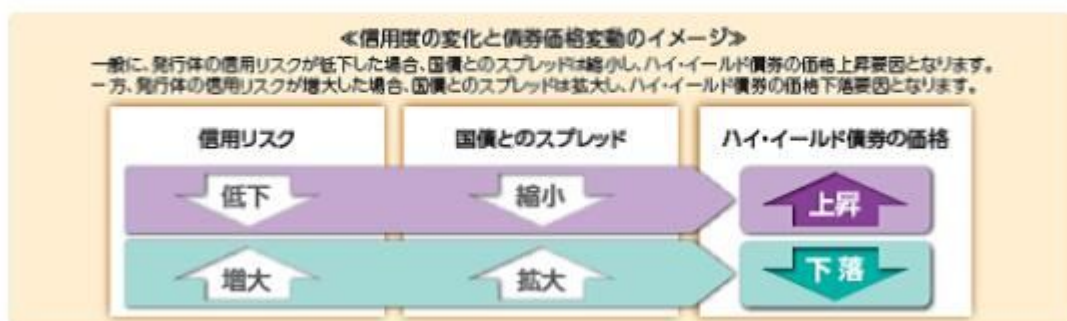 ≪信用度の変化と債券価格変動のイメージ≫
一般に、発行体の信用リスクが低下した場合、国債とのスプレッドは縮小し、ハイ・イールド債券の価格上昇要因となります。
一方、発行体の信用リスクが増大した場合、国債とのスプレッドは拡大し、ハイ・イールド債券の価格下落要因となります。
信用リスク 国債とのスプレッド ハイ・イールド債券の価格
低下 縮小 上昇
増大 拡大 下落